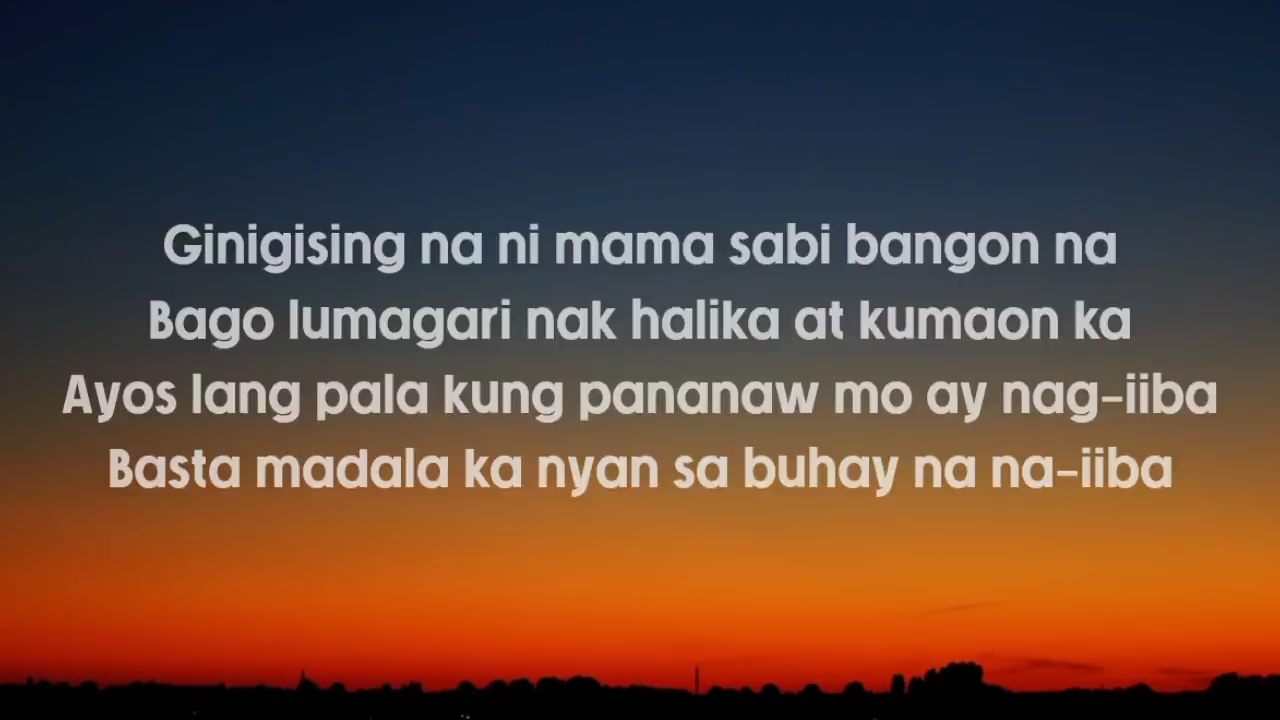 Ginigising na ni mama sabi bangon na
Bago lumagari nak halika at kumaon ka
Ayos lang pala kung pananaw mo ay nag-iiba
Basta madala ka nyan sa buhay na na-iiba